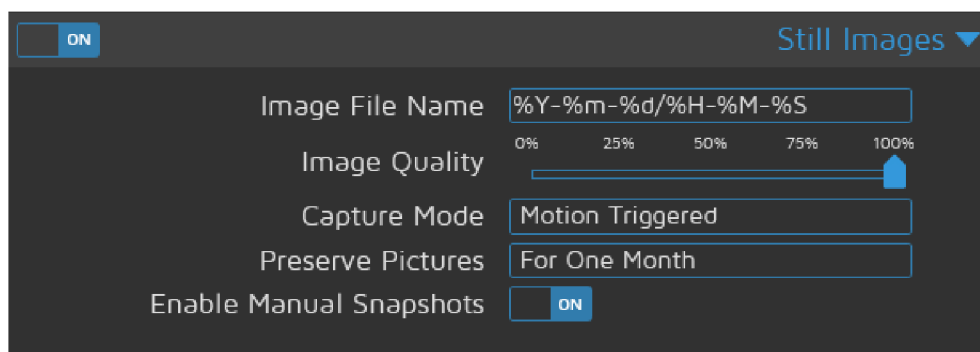 ON Still Images
Image File Name %Y-%m-%d/%H-%M-%S
0% 25% 50% 75% 100%
Image Quality
Capture Mode Motion Triggered
Preserve Pictures For One Month
Enable Manual Snapshots ON